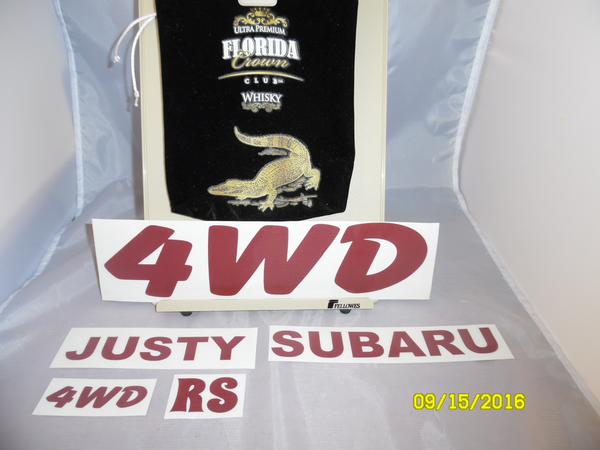 ULTRA PREMIUM
FLORIDA
Crown
CLUB
WHISKY
4WD
FELLOWES
JUSTY SUBARU
4WD RS
09/15/2016